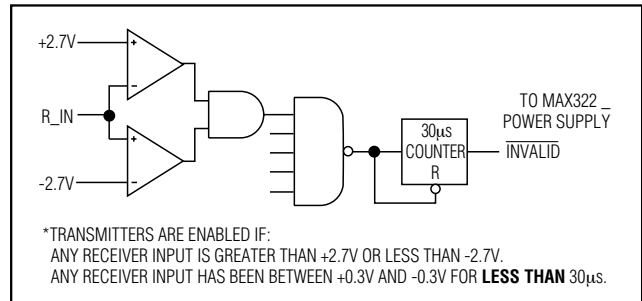 +2.7V
+
−
R_IN
+
−
-2.7V
30μs
COUNTER
R
TO MAX322 _
POWER SUPPLY
INVALID
*TRANSMITTERS ARE ENABLED IF:
ANY RECEIVER INPUT IS GREATER THAN +2.7V OR LESS THAN -2.7V.
ANY RECEIVER INPUT HAS BEEN BETWEEN +0.3V AND -0.3V FOR LESS THAN 30μs.